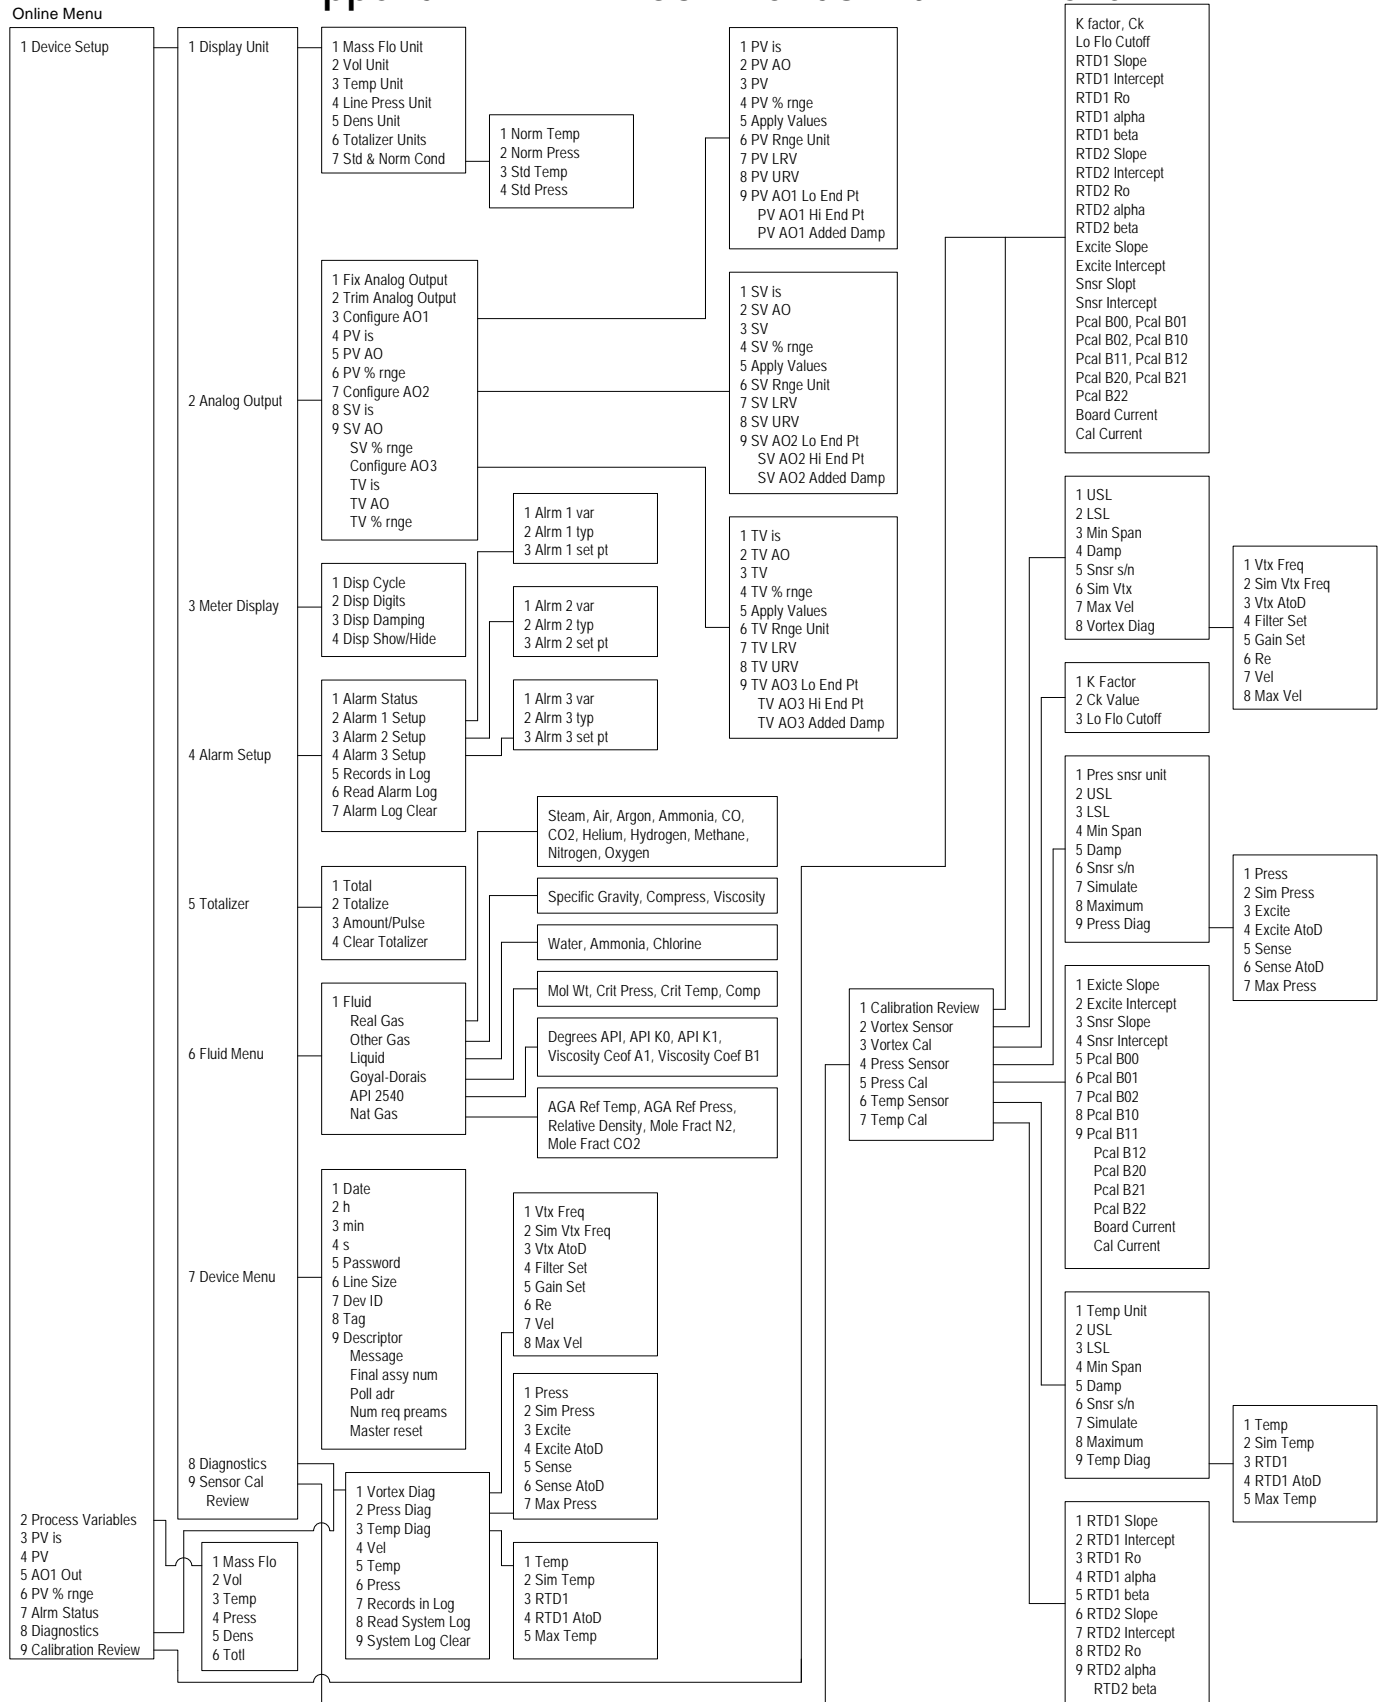 Online Menu
1 Device Setup
2 Process Variables
3 PV is
4 PV
5 AO1 Out
6 PV % rnge
7 Alrm Status
8 Diagnostics
9 Calibration Review
1 Display Unit
2 Analog Output
3 Meter Display
4 Alarm Setup
5 Totalizer
6 Fluid Menu
7 Device Menu
8 Diagnostics
9 Sensor Cal
Review
1 Mass Flo Unit
2 Vol Unit
3 Temp Unit
4 Line Press Unit
5 Dens Unit
6 Totalizer Units
7 Std & Norm Cond
1 Norm Temp
2 Norm Press
3 Std Temp
4 Std Press
1 Fix Analog Output
2 Trim Analog Output
3 Configure AO1
4 PV is
5 PV AO
6 PV % rnge
7 Configure AO2
8 SV is
9 SV AO
SV % rnge
Configure AO3
TV is
TV AO
TV % rnge
1 PV is
2 PV AO
3 PV
4 PV % rnge
5 Apply Values
6 PV Rnge Unit
7 PV LRV
8 PV URV
9 PV AO1 Lo End Pt
PV AO1 Hi End Pt
PV AO1 Added Damp
1 SV is
2 SV AO
3 SV
4 SV % rnge
5 Apply Values
6 SV Rnge Unit
7 SV LRV
8 SV URV
9 SV AO2 Lo End Pt
SV AO2 Hi End Pt
SV AO2 Added Damp
1 TV is
2 TV AO
3 TV
4 TV % rnge
5 Apply Values
6 TV Rnge Unit
7 TV LRV
8 TV URV
9 TV AO3 Lo End Pt
TV AO3 Hi End Pt
TV AO3 Added Damp
1 Disp Cycle
2 Disp Digits
3 Disp Damping
4 Disp Show/Hide
1 Alarm Status
2 Alarm 1 Setup
3 Alarm 2 Setup
4 Alarm 3 Setup
5 Records in Log
6 Read Alarm Log
7 Alarm Log Clear
1 Alrm 1 var
2 Alrm 1 typ
3 Alrm 1 set pt
1 Alrm 2 var
2 Alrm 2 typ
3 Alrm 2 set pt
1 Alrm 3 var
2 Alrm 3 typ
3 Alrm 3 set pt
1 Total
2 Totalize
3 Amount/Pulse
4 Clear Totalizer
1 Fluid
Real Gas
Other Gas
Liquid
Goyal-Dorais
API 2540
Nat Gas
Steam, Air, Argon, Ammonia, CO,
CO2, Helium, Hydrogen, Methane,
Nitrogen, Oxygen
Specific Gravity, Compress, Viscosity
Water, Ammonia, Chlorine
Mol Wt, Crit Press, Crit Temp, Comp
Degrees API, API K0, API K1,
Viscosity Ceof A1, Viscosity Coef B1
AGA Ref Temp, AGA Ref Press,
Relative Density, Mole Fract N2,
Mole Fract CO2
1 Date
2 h
3 min
4 s
5 Password
6 Line Size
7 Dev ID
8 Tag
9 Descriptor
Message
Final assy num
Poll adr
Num req preams
Master reset
1 Vortex Diag
2 Press Diag
3 Temp Diag
4 Vel
5 Temp
6 Press
7 Records in Log
8 Read System Log
9 System Log Clear
1 Vtx Freq
2 Sim Vtx Freq
3 Vtx AtoD
4 Filter Set
5 Gain Set
6 Re
7 Vel
8 Max Vel
1 Press
2 Sim Press
3 Excite
4 Excite AtoD
5 Sense
6 Sense AtoD
7 Max Press
1 Temp
2 Sim Temp
3 RTD1
4 RTD1 AtoD
5 Max Temp
1 Mass Flo
2 Vol
3 Temp
4 Press
5 Dens
6 Totl
1 Calibration Review
2 Vortex Sensor
3 Vortex Cal
4 Press Sensor
5 Press Cal
6 Temp Sensor
7 Temp Cal
K factor, Ck
Lo Flo Cutoff
RTD1 Slope
RTD1 Intercept
RTD1 Ro
RTD1 alpha
RTD1 beta
RTD2 Slope
RTD2 Intercept
RTD2 Ro
RTD2 alpha
RTD2 beta
Excite Slope
Excite Intercept
Snsr Slopt
Snsr Intercept
Pcal B00, Pcal B01
Pcal B02, Pcal B10
Pcal B11, Pcal B12
Pcal B20, Pcal B21
Pcal B22
Board Current
Cal Current
1 USL
2 LSL
3 Min Span
4 Damp
5 Snsr s/n
6 Sim Vtx
7 Max Vel
8 Vortex Diag
1 Vtx Freq
2 Sim Vtx Freq
3 Vtx AtoD
4 Filter Set
5 Gain Set
6 Re
7 Vel
8 Max Vel
1 K Factor
2 Ck Value
3 Lo Flo Cutoff
1 Pres snsr unit
2 USL
3 LSL
4 Min Span
5 Damp
6 Snsr s/n
7 Simulate
8 Maximum
9 Press Diag
1 Press
2 Sim Press
3 Excite
4 Excite AtoD
5 Sense
6 Sense AtoD
7 Max Press
1 Exicte Slope
2 Excite Intercept
3 Snsr Slope
4 Snsr Intercept
5 Pcal B00
6 Pcal B01
7 Pcal B02
8 Pcal B10
9 Pcal B11
Pcal B12
Pcal B20
Pcal B21
Pcal B22
Board Current
Cal Current
1 Temp Unit
2 USL
3 LSL
4 Min Span
5 Damp
6 Snsr s/n
7 Simulate
8 Maximum
9 Temp Diag
1 Temp
2 Sim Temp
3 RTD1
4 RTD1 AtoD
5 Max Temp
1 RTD1 Slope
2 RTD1 Intercept
3 RTD1 Ro
4 RTD1 alpha
5 RTD1 beta
6 RTD2 Slope
7 RTD2 Intercept
8 RTD2 Ro
9 RTD2 alpha
RTD2 beta